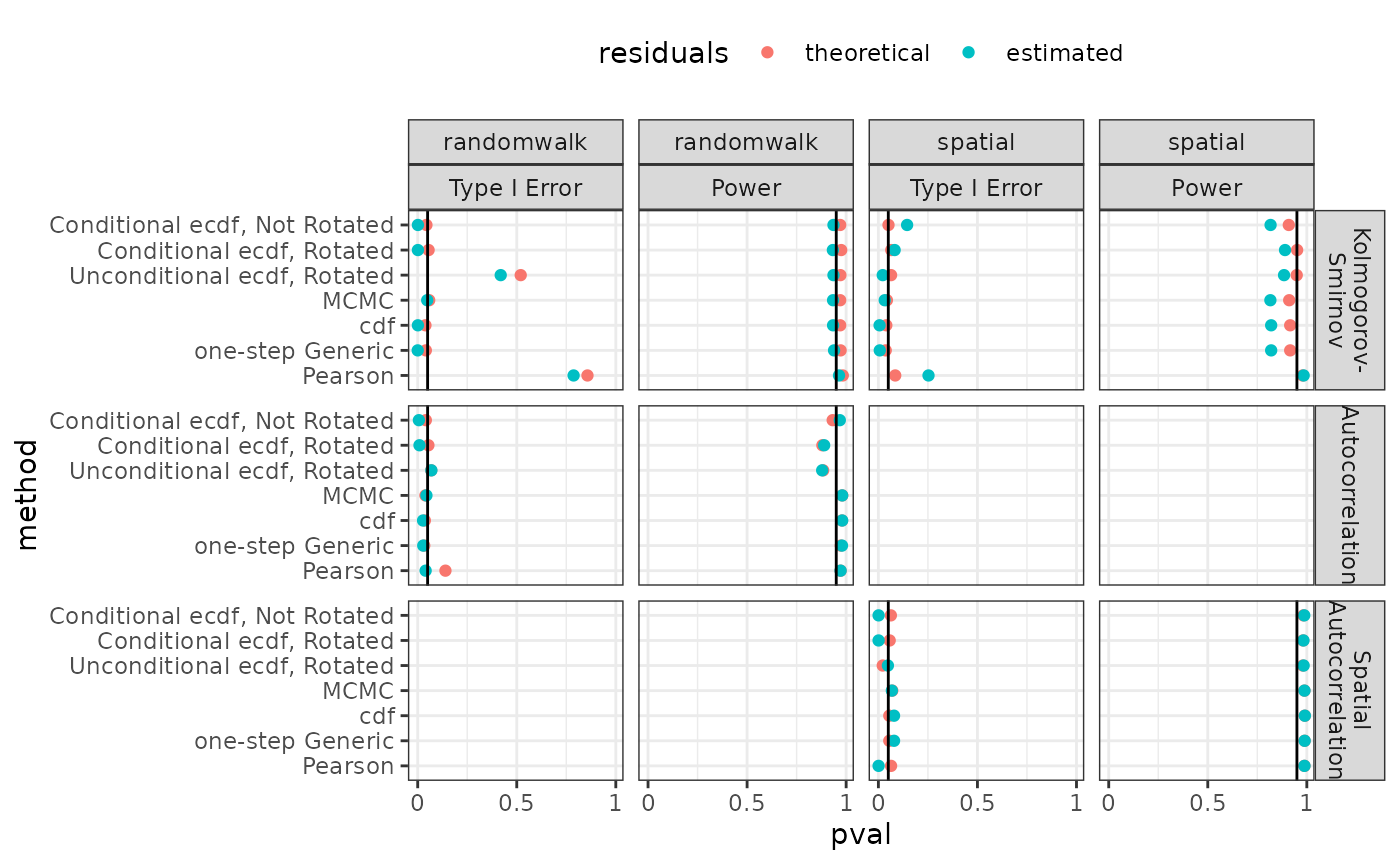 residuals theoretical estimated
randomwalk randomwalk spatial spatial
Type I Error Power Type I Error Power
Conditional ecdf, Not Rotated
Conditional ecdf, Rotated
Unconditional ecdf, Rotated
MCMC
cdf
one-step Generic
Pearson
Kolmogorov-
Smirnov
Conditional ecdf, Not Rotated
Conditional ecdf, Rotated
Unconditional ecdf, Rotated
MCMC
cdf
one-step Generic
Pearson
Autocorrelation
Conditional ecdf, Not Rotated
Conditional ecdf, Rotated
Unconditional ecdf, Rotated
MCMC
cdf
one-step Generic
Pearson
Spatial
Autocorrelation
method
0 0.5 1 0 0.5 1 0 0.5 1 0 0.5 1
pval